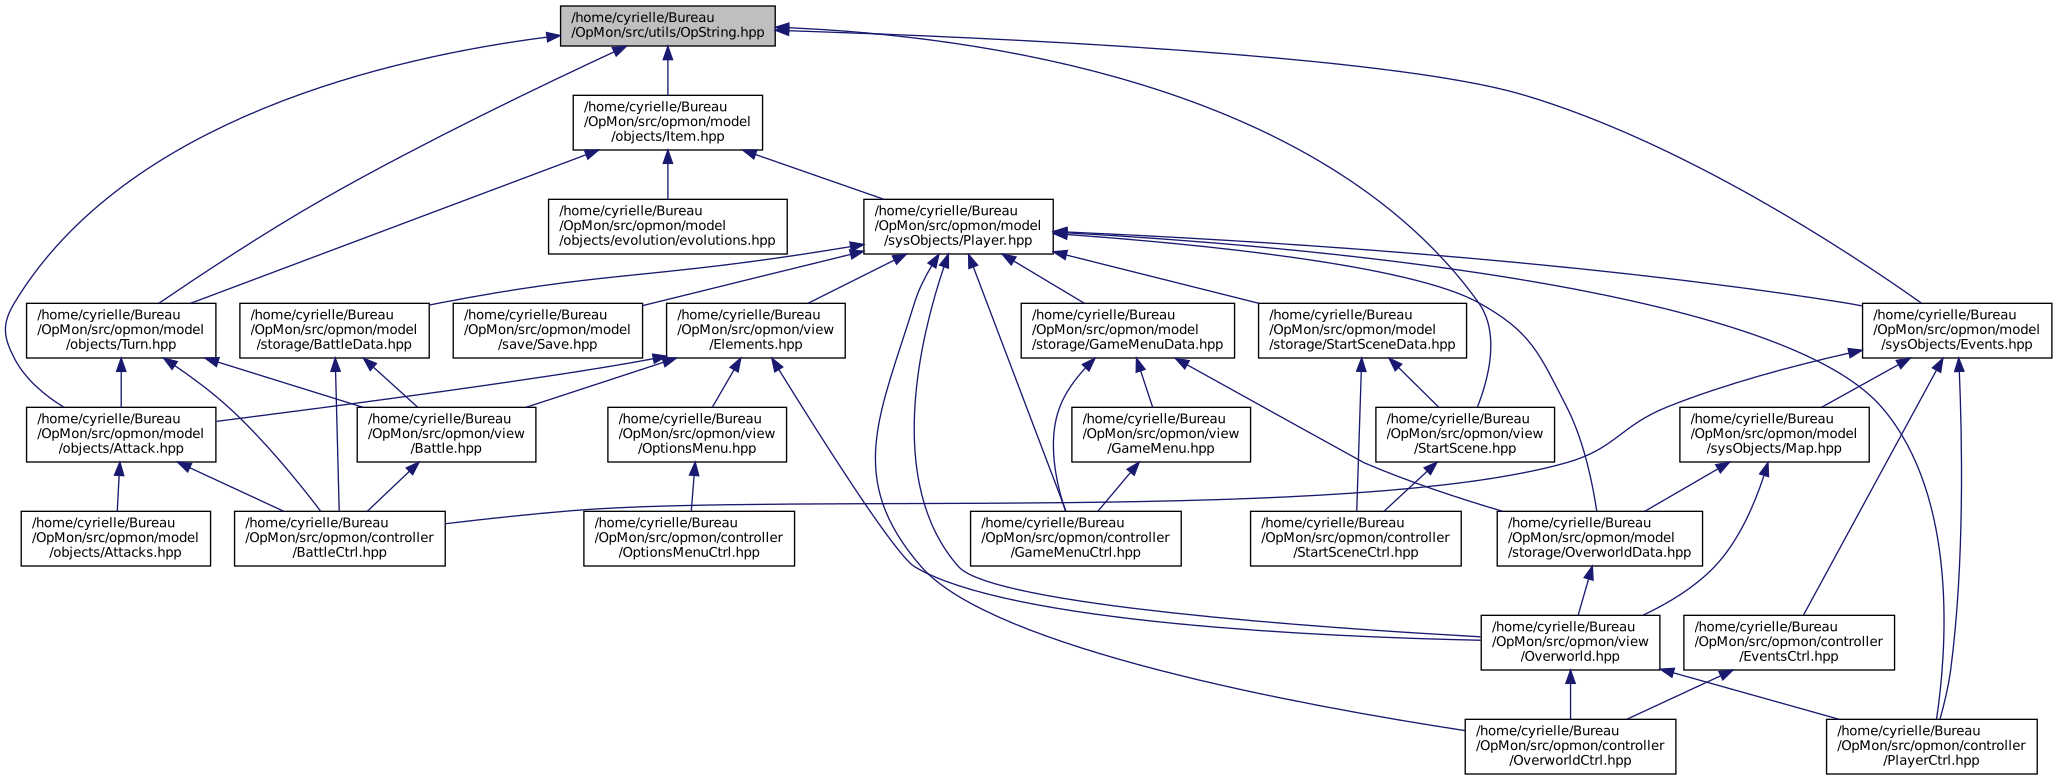 /home/cyrielle/Bureau
/OpMon/src/utils/OpString.hpp
/home/cyrielle/Bureau
/OpMon/src/opmon/model
/objects/Item.hpp
/home/cyrielle/Bureau
/OpMon/src/opmon/model
/objects/evolution/evolutions.hpp
/home/cyrielle/Bureau
/OpMon/src/opmon/model
/sysObjects/Player.hpp
/home/cyrielle/Bureau
/OpMon/src/opmon/model
/objects/Turn.hpp
/home/cyrielle/Bureau
/OpMon/src/opmon/model
/storage/BattleData.hpp
/home/cyrielle/Bureau
/OpMon/src/opmon/model
/save/Save.hpp
/home/cyrielle/Bureau
/OpMon/src/opmon/view
/Elements.hpp
/home/cyrielle/Bureau
/OpMon/src/opmon/model
/storage/GameMenuData.hpp
/home/cyrielle/Bureau
/OpMon/src/opmon/model
/storage/StartSceneData.hpp
/home/cyrielle/Bureau
/OpMon/src/opmon/model
/sysObjects/Events.hpp
/home/cyrielle/Bureau
/OpMon/src/opmon/model
/objects/Attack.hpp
/home/cyrielle/Bureau
/OpMon/src/opmon/view
/Battle.hpp
/home/cyrielle/Bureau
/OpMon/src/opmon/view
/OptionsMenu.hpp
/home/cyrielle/Bureau
/OpMon/src/opmon/view
/GameMenu.hpp
/home/cyrielle/Bureau
/OpMon/src/opmon/view
/StartScene.hpp
/home/cyrielle/Bureau
/OpMon/src/opmon/model
/sysObjects/Map.hpp
/home/cyrielle/Bureau
/OpMon/src/opmon/model
/objects/Attacks.hpp
/home/cyrielle/Bureau
/OpMon/src/opmon/controller
/BattleCtrl.hpp
/home/cyrielle/Bureau
/OpMon/src/opmon/controller
/OptionsMenuCtrl.hpp
/home/cyrielle/Bureau
/OpMon/src/opmon/controller
/GameMenuCtrl.hpp
/home/cyrielle/Bureau
/OpMon/src/opmon/controller
/StartSceneCtrl.hpp
/home/cyrielle/Bureau
/OpMon/src/opmon/model
/storage/OverworldData.hpp
/home/cyrielle/Bureau
/OpMon/src/opmon/view
/Overworld.hpp
/home/cyrielle/Bureau
/OpMon/src/opmon/controller
/EventsCtrl.hpp
/home/cyrielle/Bureau
/OpMon/src/opmon/controller
/OverworldCtrl.hpp
/home/cyrielle/Bureau
/OpMon/src/opmon/controller
/PlayerCtrl.hpp